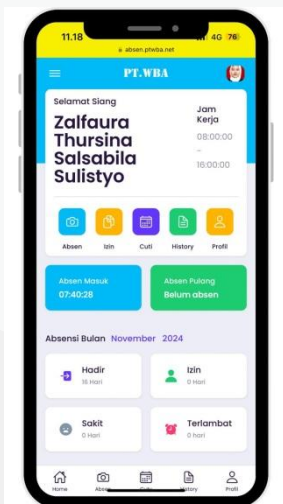 11.18
4G 76
absen.ptwba.net
PT.WBA
Selamat Siang
Zalfaura
Thursina
Salsabila
Sulistyo
Jam
Kerja
08:00:00
-
16:00:00
Absen Izin Cuti History Profil
Absen Masuk
07:40:28
Absen Pulang
Belum absen
Absensi Bulan November 2024
Hadir
16 Hari
Izin
0 Hari
Sakit
0 Hari
Terlambat
0 hari
Home Absen Cuti History Profil